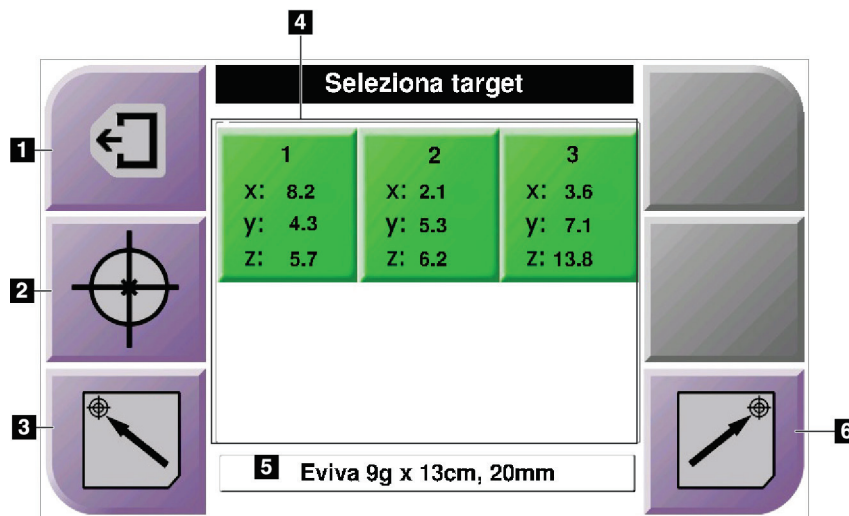 4
Seleziona target
1
1 2 3
x: 8.2 x: 2.1 x: 3.6
y: 4.3 y: 5.3 y: 7.1
z: 5.7 z: 6.2 z: 13.8
2
3
6
5 Eviva 9g x 13cm, 20mm